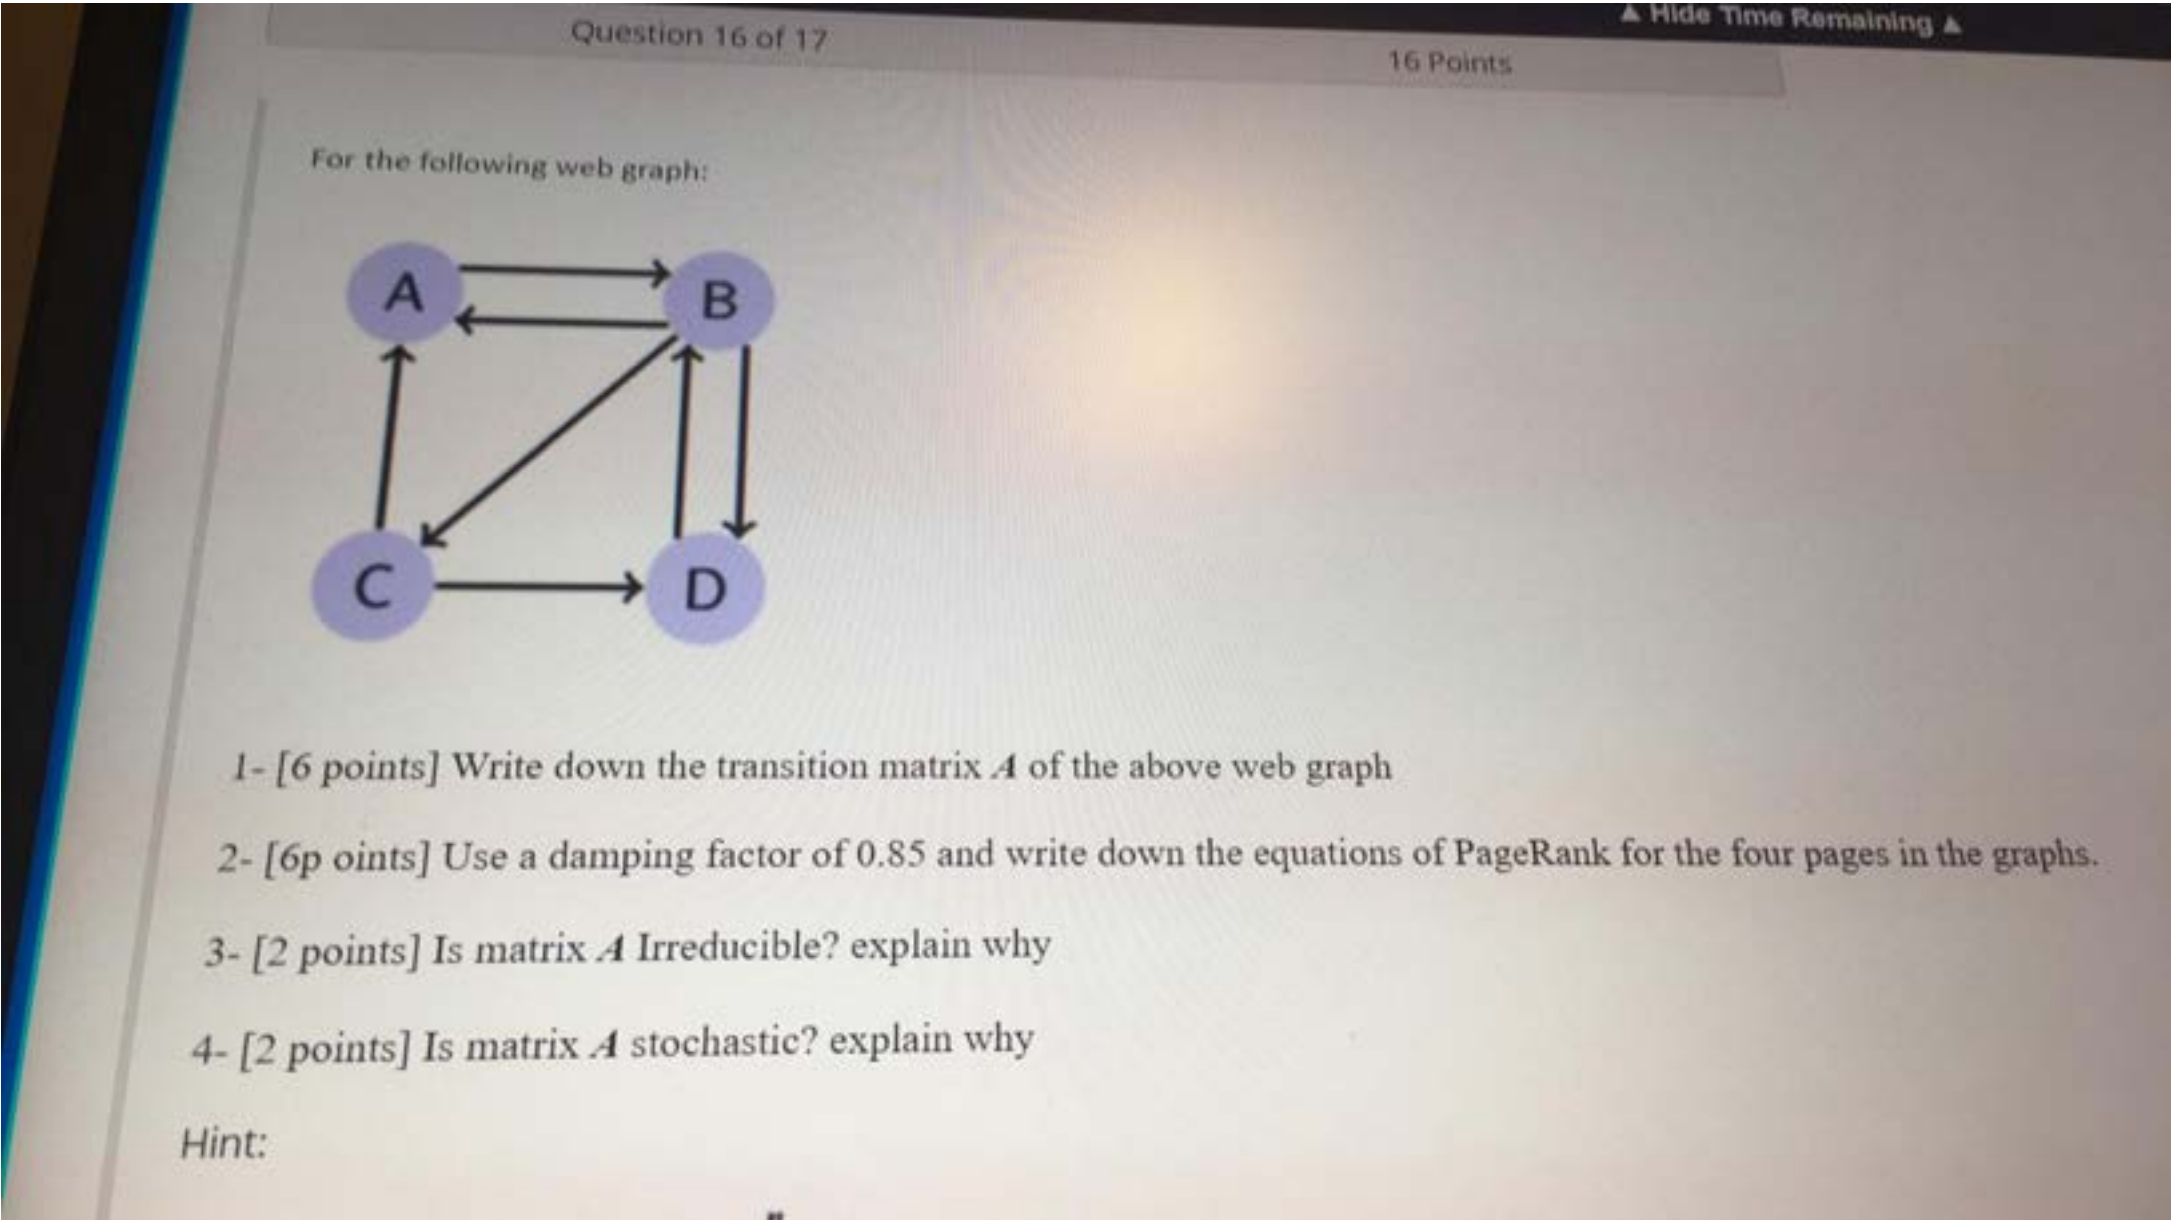 ▲ Hide Time Remaining ▲
Question 16 of 17
16 Points
For the following web graph:
A
B
C
D
1- [6 points] Write down the transition matrix A of the above web graph
2- [6p oints] Use a damping factor of 0.85 and write down the equations of PageRank for the four pages in the graphs.
3- [2 points] Is matrix A Irreducible? explain why
4- [2 points] Is matrix A stochastic? explain why
Hint: